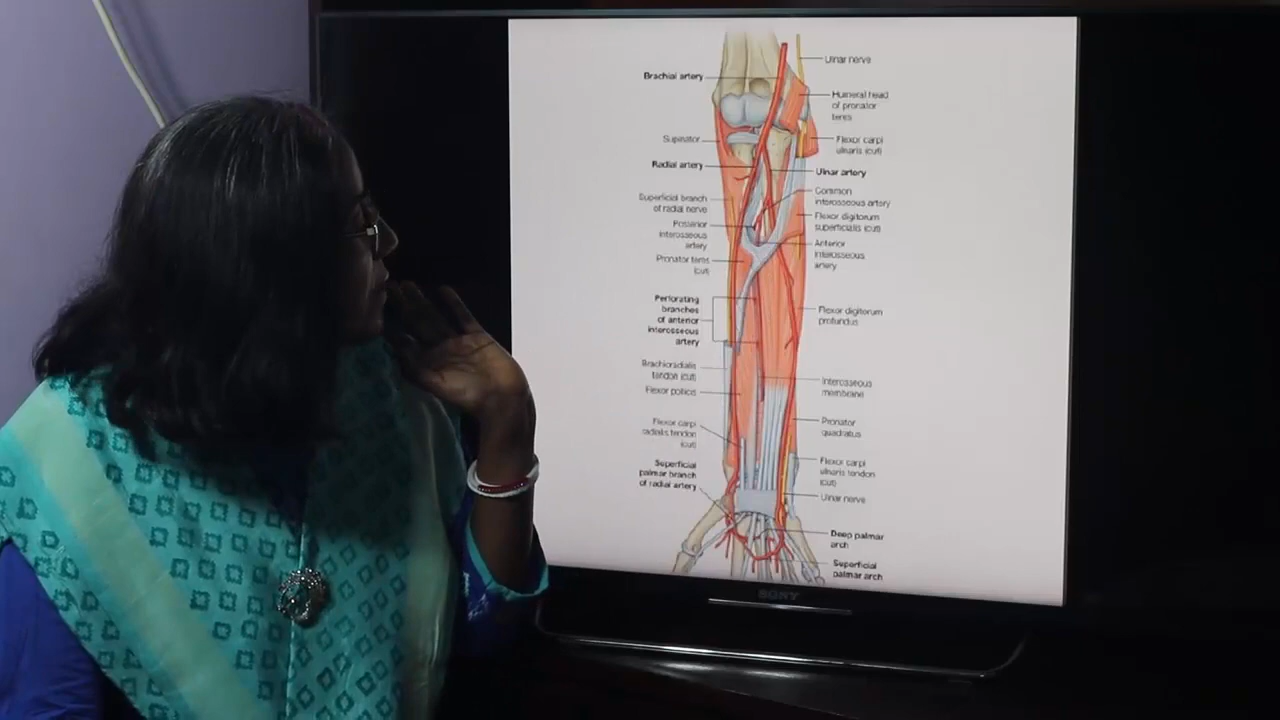 Ulnar nerve
Brachial artery
Humeral head
of pronator
teres
Supinator
Flexor carpi
ulnaris (cut)
Radial artery
Ulnar artery
Superficial branch
of radial nerve
Common
interosseous artery
Posterior
interosseous
artery
Flexor digitorum
superficialis (cut)
Pronator teres
(cut)
Anterior
interosseous
artery
Perforating
branches
of anterior
interosseous
artery
Flexor digitorum
profundus
Brachioradialis
tendon (cut)
Flexor pollicis
Interosseous
membrane
Flexor carpi
radialis tendon
(cut)
Pronator
quadratus
Superficial
palmar branch
of radial artery
Flexor carpi
ulnaris tendon
(cut)
Ulnar nerve
Deep palmar
arch
Superficial
palmar arch
SONY